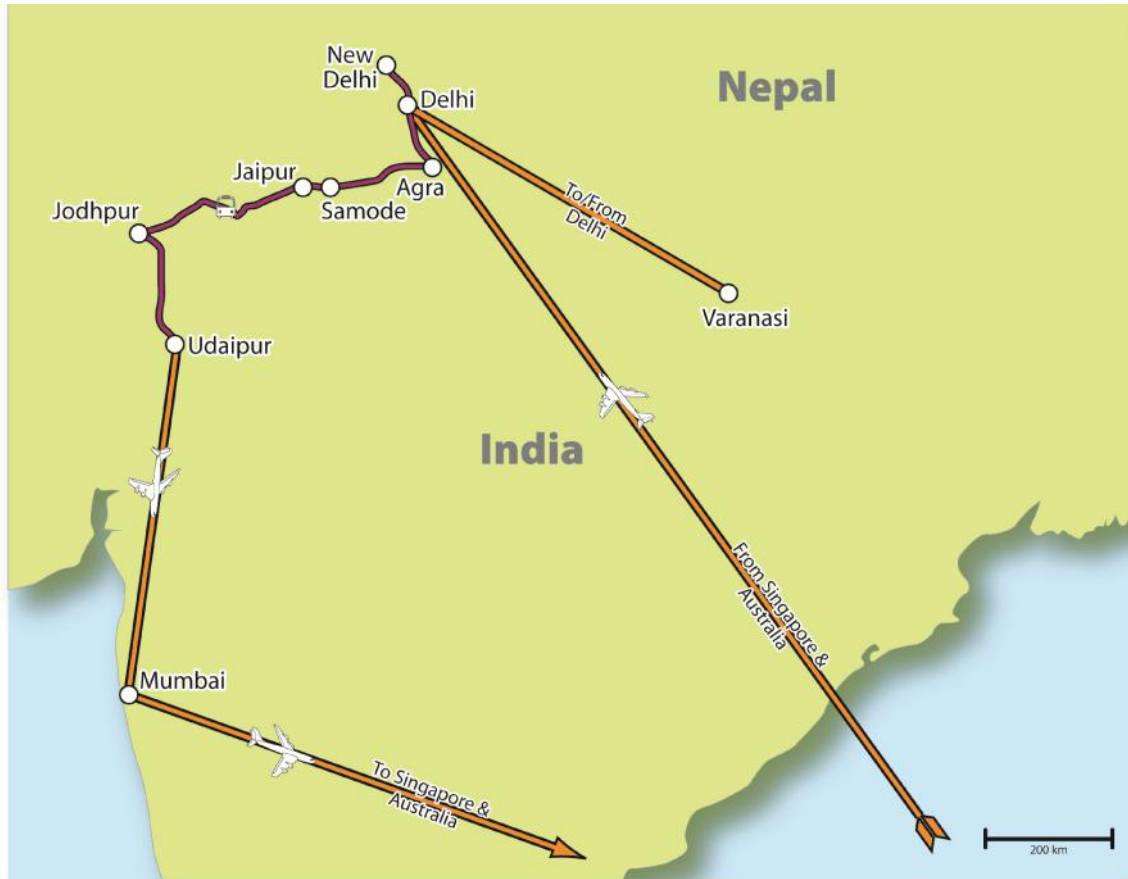 New
Delhi
Delhi
Nepal
Jaipur
Agra
Samode
Jodhpur
To/From
Delhi
Varanasi
Udaipur
India
From Singapore &
Australia
Mumbai
To Singapore &
Australia
200 km